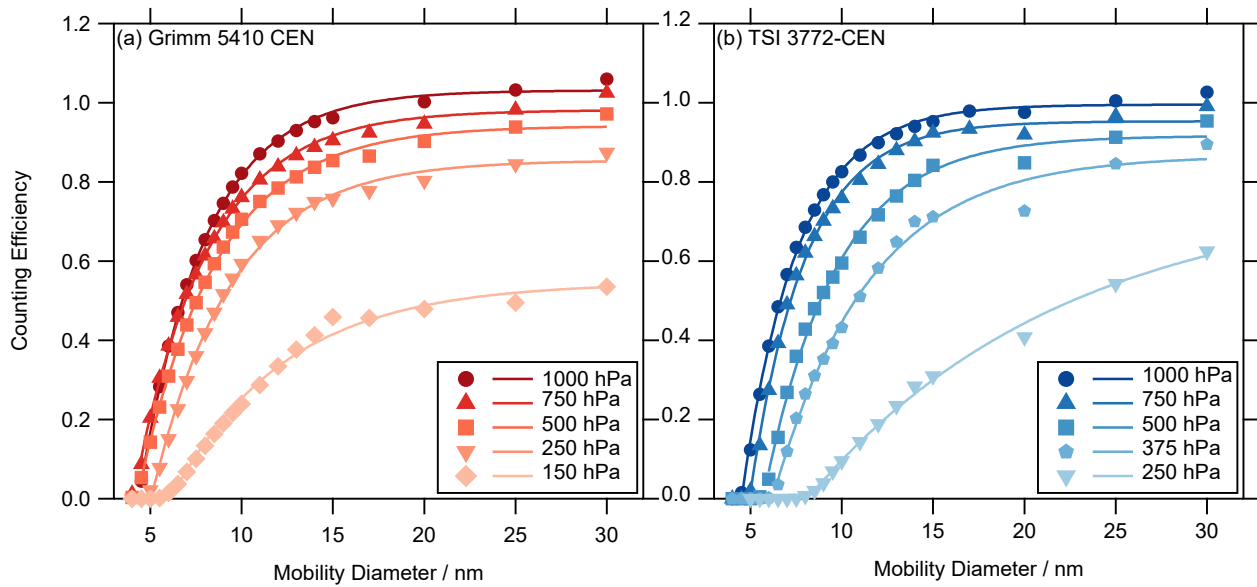 (a) Grimm 5410 CEN
Counting Efficiency
1.2
1.0
0.8
0.6
0.4
0.2
0.0
5
10
15
20
25
30
Mobility Diameter / nm
1000 hPa
750 hPa
500 hPa
250 hPa
150 hPa
(b) TSI 3772-CEN
1.2
1.0
0.8
0.6
0.4
0.2
0.0
5
10
15
20
25
30
Mobility Diameter / nm
1000 hPa
750 hPa
500 hPa
375 hPa
250 hPa